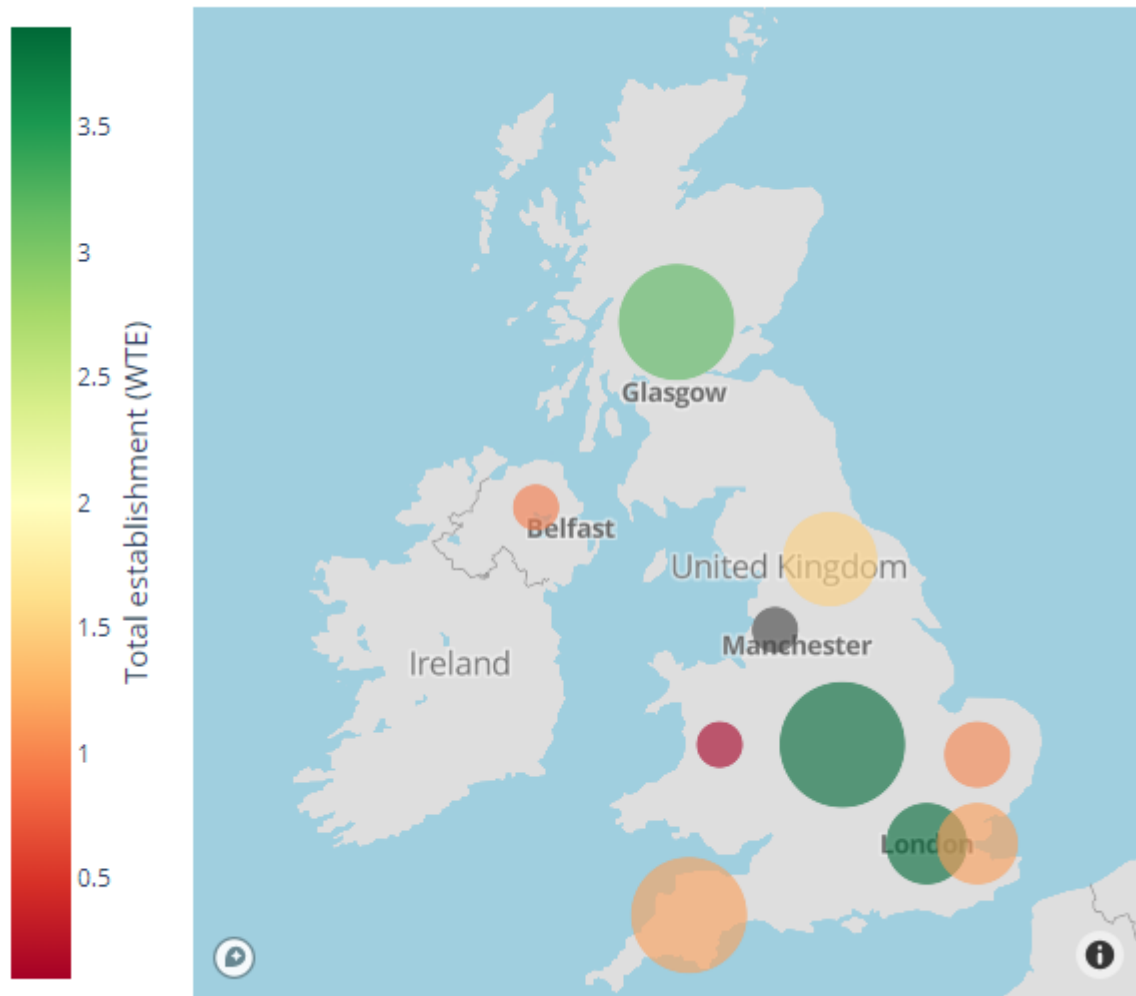 3.5
3
2.5
2
1.5
1
0.5
Total establishment (WTE)
Glasgow
Belfast
United Kingdom
Manchester
Ireland
London